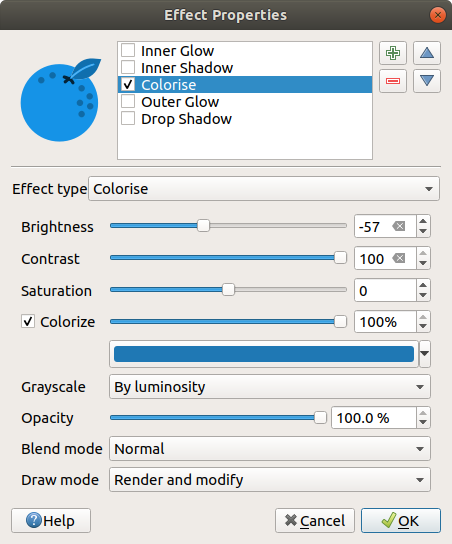 Effect Properties
Inner Glow
Inner Shadow
Colorise
Outer Glow
Drop Shadow
Effect type Colorise
Brightness -57
Contrast 100
Saturation 0
Colorize 100%
Grayscale By luminosity
Opacity 100.0 %
Blend mode Normal
Draw mode Render and modify
Help Cancel OK